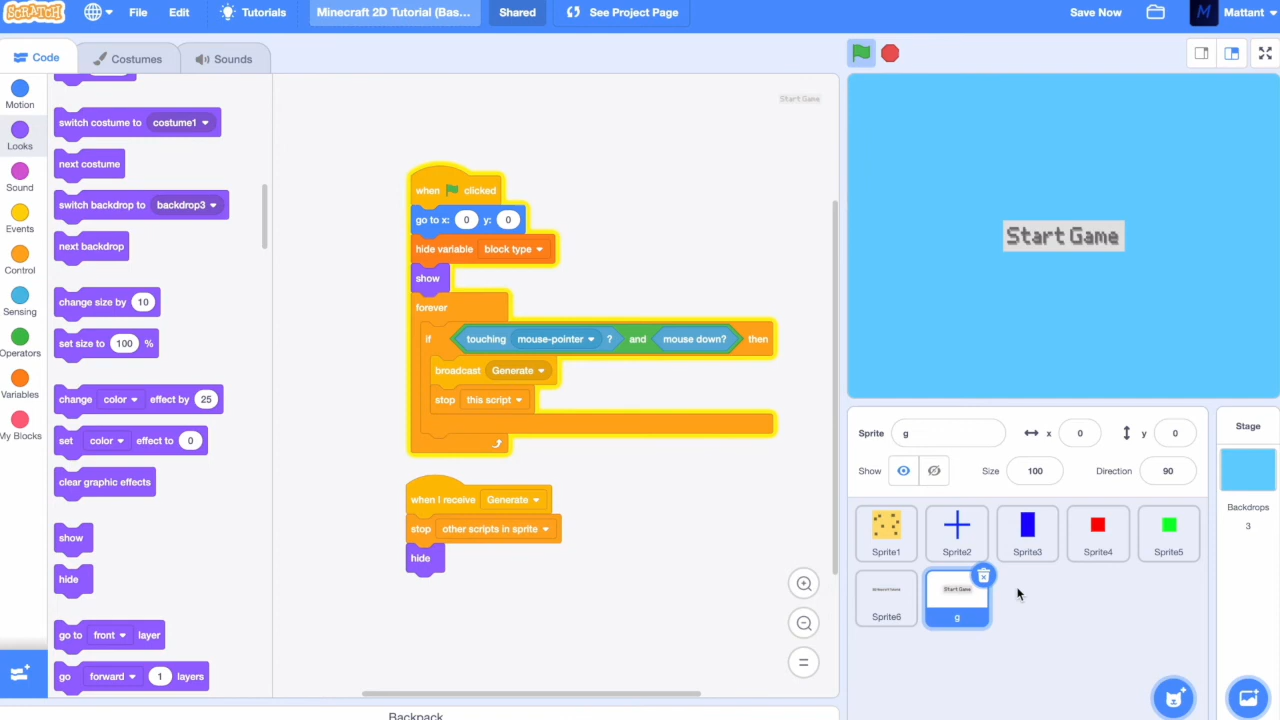 SCRATCH File Edit Tutorials Minecraft 2D Tutorial (Bas... Shared See Project Page Save Now M Mattant
Code Costumes Sounds
Motion
Looks
Sound
Events
Control
Sensing
Operators
Variables
My Blocks
switch costume to costume1
next costume
switch backdrop to backdrop3
next backdrop
change size by 10
set size to 100 %
change color effect by 25
set color effect to 0
clear graphic effects
show
hide
go to front layer
go forward 1 layers
Start Game
when clicked
go to x: 0 y: 0
hide variable block type
show
forever
if touching mouse-pointer ? and mouse down? then
broadcast Generate
stop this script
when I receive Generate
stop other scripts in sprite
hide
Backpack
Start Game
Sprite g x 0 y 0
Show Size 100 Direction 90
Sprite1 Sprite2 Sprite3 Sprite4 Sprite5
Sprite6 Start Game g
Stage
Backdrops
3